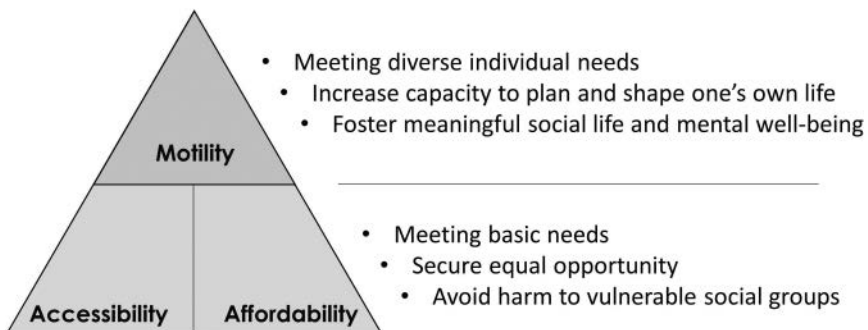 • Meeting diverse individual needs
• Increase capacity to plan and shape one’s own life
• Foster meaningful social life and mental well-being
Motility
• Meeting basic needs
• Secure equal opportunity
• Avoid harm to vulnerable social groups
Accessibility
Affordability